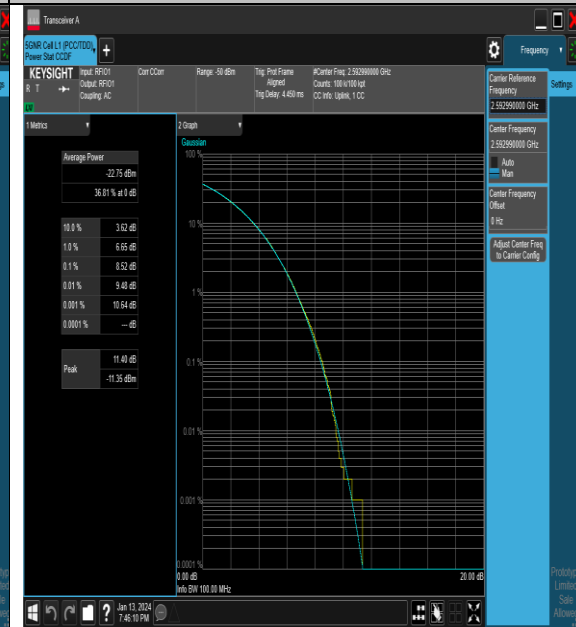 Transceiver A
5GNR Cell L1 (PCC/TDD),
Power Stat CCDF
+
Frequency
KEYSIGHT
R T
LW
Input: RFIO1
Output: RFIO1
Coupling: AC
Corr CCorr
Range: -50 dBm
Trig: Prot Frame
Aligned
Trig Delay: 4.450 ms
#Center Freq: 2.592990000 GHz
Counts: 100 k/100 kpt
CC Info: Uplink, 1 CC
Carrier Reference
Frequency
2.592990000 GHz
Settings
Center Frequency
2.592990000 GHz
Auto
Man
Center Frequency
Offset
0 Hz
Adjust Center Freq
to Carrier Config
1 Metrics
Average Power
-22.75 dBm
36.81 % at 0 dB
10.0 % 3.62 dB
1.0 % 6.65 dB
0.1 % 8.52 dB
0.01 % 9.48 dB
0.001 % 10.64 dB
0.0001 % --- dB
Peak
11.40 dB
-11.35 dBm
2 Graph
Gaussian
100 %
10 %
1 %
0.1 %
0.01 %
0.001 %
0.0001 %
0.00 dB
20.00 dB
Info BW 100.00 MHz
?
Jan 13, 2024
7:46:10 PM